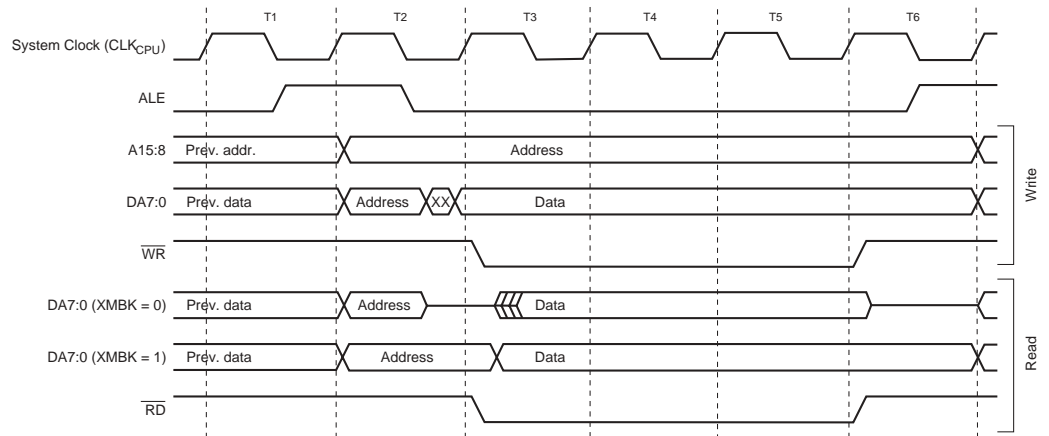 T1 T2 T3 T4 T5 T6
System Clock (CLKCPU)
ALE
A15:8 Prev. addr. Address
DA7:0 Prev. data Address XX Data
WR
Write
DA7:0 (XMBK = 0) Prev. data Address Data
DA7:0 (XMBK = 1) Prev. data Address Data
RD
Read